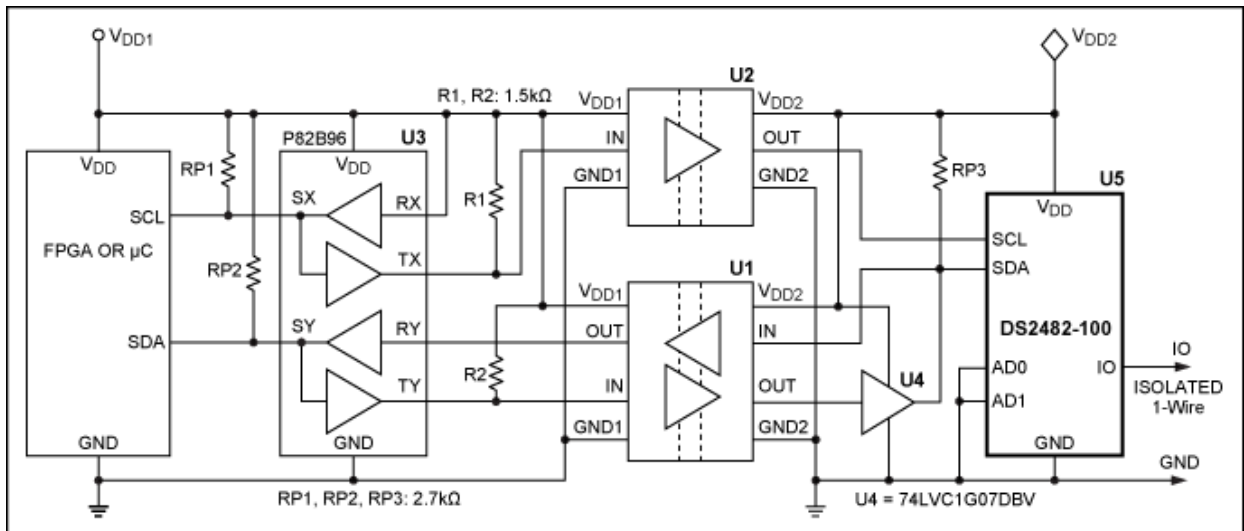 VDD1
VDD2
R1, R2: 1.5kΩ
U2
VDD1
VDD2
IN
OUT
GND1
GND2
P82B96
U3
VDD
VDD
RP1
SX
RX
R1
RP3
U5
VDD
SCL
SCL
FPGA OR µC
RP2
TX
SDA
U1
VDD1
VDD2
DS2482-100
SDA
SY
RY
OUT
IN
R2
TY
IN
OUT
U4
AD0
IO
IO
AD1
ISOLATED
1-Wire
GND
GND
GND1
GND2
GND
GND
RP1, RP2, RP3: 2.7kΩ
U4 = 74LVC1G07DBV